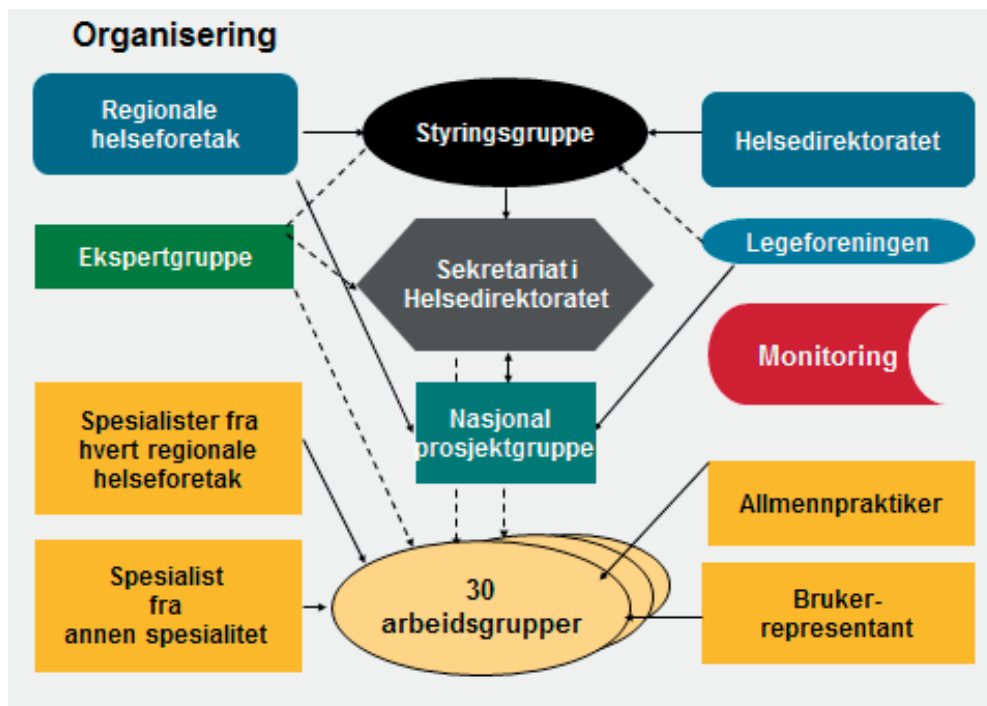 Organisering
Regionale
helseforetak
Styringsgruppe
Helsedirektoratet
Ekspertgruppe
Sekretariat i
Helsedirektoratet
Legeforeningen
Monitoring
Spesialister fra
hvert regionale
helseforetak
Nasjonal
prosjektgruppe
Allmennpraktiker
Spesialist
fra
annen spesialitet
30
arbeidsgrupper
Bruker-
representant